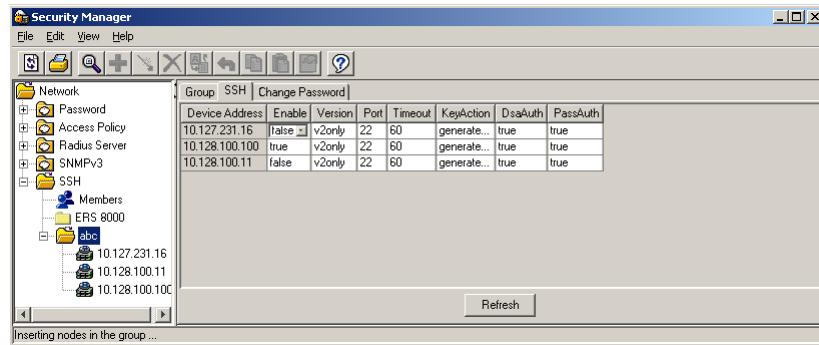 Security Manager
File Edit View Help
Network
Password
Access Policy
Radius Server
SNMPv3
SSH
Members
ERS 8000
abc
10.127.231.16
10.128.100.11
10.128.100.100
Group SSH Change Password
Device Address Enable Version Port Timeout KeyAction DsaAuth PassAuth
10.127.231.16 false v2only 22 60 generate... true true
10.128.100.100 true v2only 22 60 generate... true true
10.128.100.11 false v2only 22 60 generate... true true
Refresh
Inserting nodes in the group ...